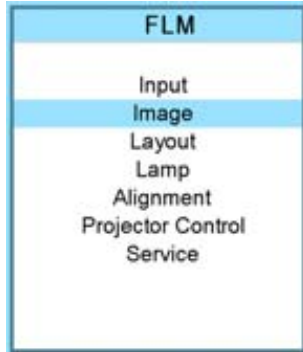 FLM
Input
Image
Layout
Lamp
Alignment
Projector Control
Service